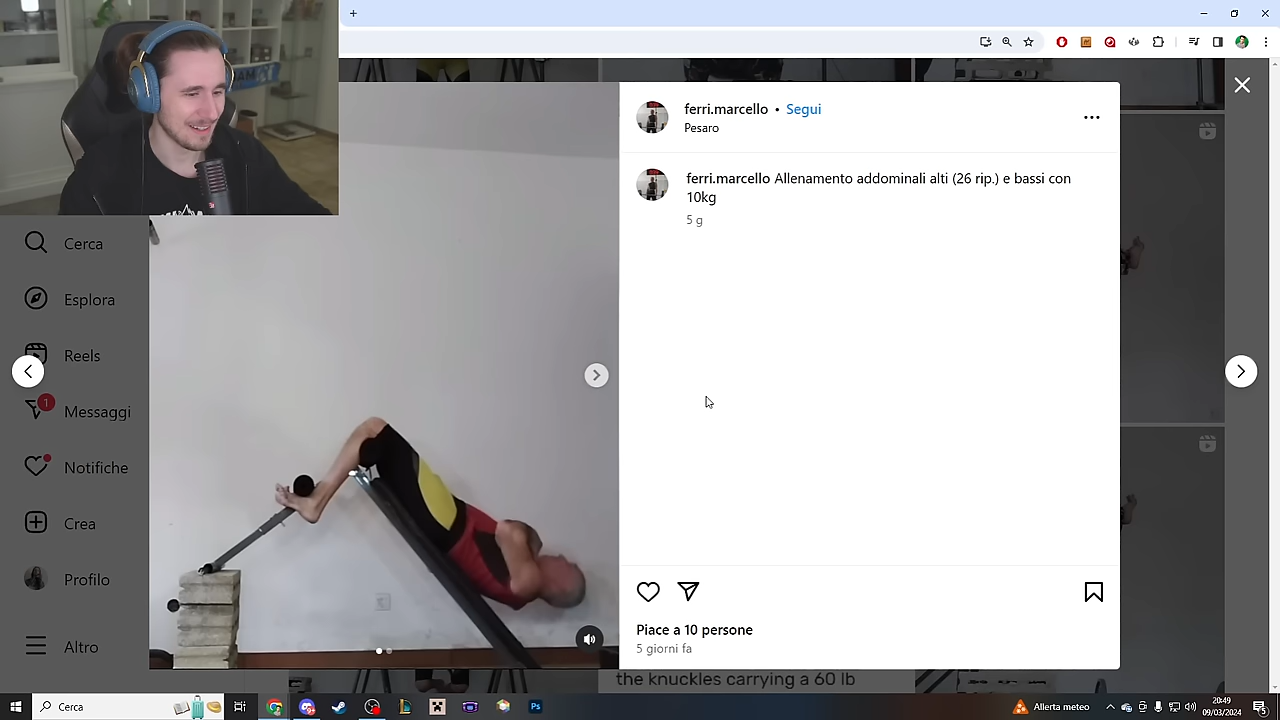 ferri.marcello • Segui
Pesaro
ferri.marcello Allenamento addominali alti (26 rip.) e bassi con
10kg
5 g
Cerca
Esplora
Reels
1
Messaggi
Notifiche
Crea
Profilo
Altro
Piace a 10 persone
5 giorni fa
the knuckles carrying a 60 lb
Cerca
Allerta meteo
20:49
09/03/2024